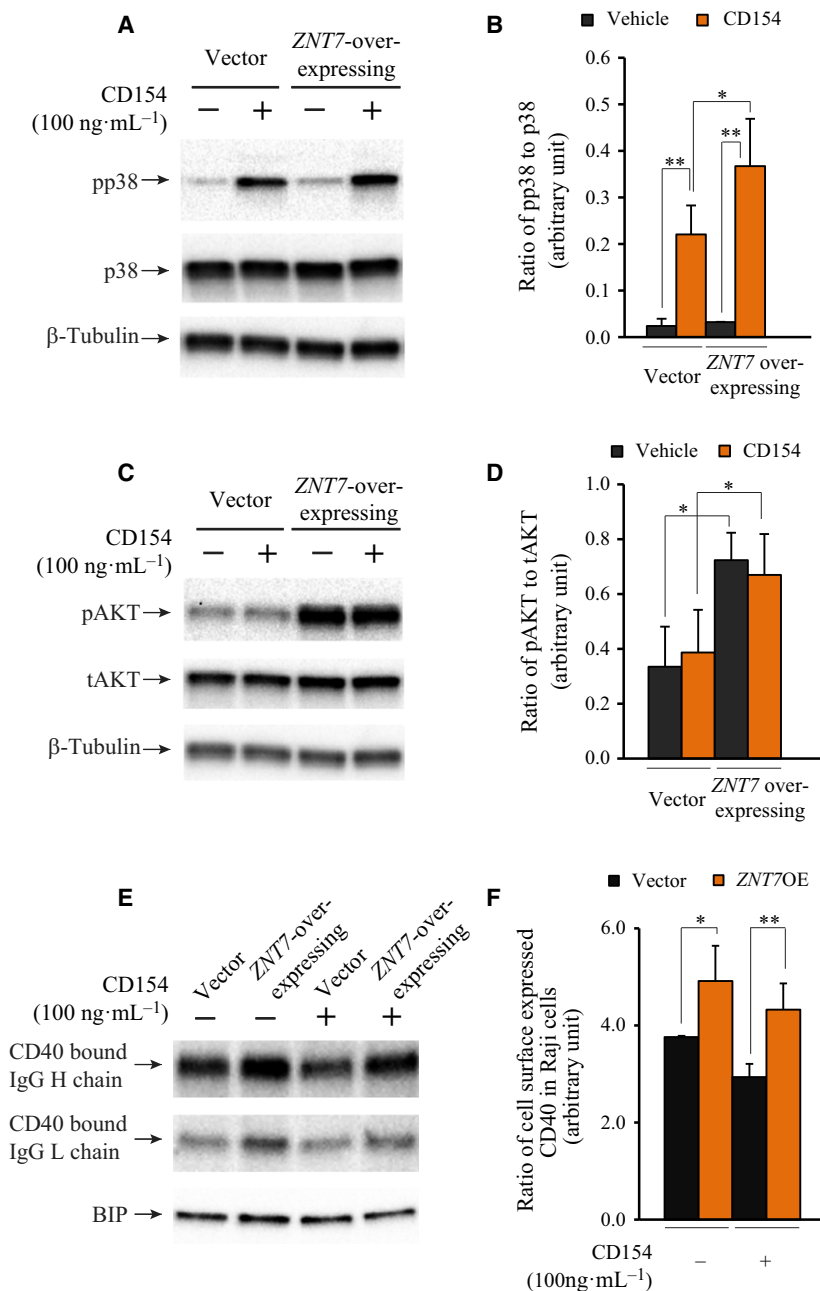 A
Vector
ZNT7-over-
expressing
CD154
(100 ng·mL⁻¹)
− + − +
pp38
p38
β-Tubulin
B
Vehicle CD154
Ratio of pp38 to p38
(arbitrary unit)
0.6
0.5
0.4
0.3
0.2
0.1
0.0
**
**
*
Vector
ZNT7 over-
expressing
C
Vector
ZNT7-over-
expressing
CD154
(100 ng·mL⁻¹)
− + − +
pAKT
tAKT
β-Tubulin
D
Vehicle CD154
Ratio of pAKT to tAKT
(arbitrary unit)
1.0
0.8
0.6
0.4
0.2
0.0
*
*
Vector
ZNT7 over-
expressing
E
Vector
ZNT7-over-
expressing
Vector
ZNT7-over-
expressing
CD154
(100 ng·mL⁻¹)
− − + +
CD40 bound
IgG H chain
CD40 bound
IgG L chain
BIP
F
Vector ZNT7OE
Ratio of cell surface expressed
CD40 in Raji cells
(arbitrary unit)
6.0
4.0
2.0
0.0
*
**
CD154
(100ng·mL⁻¹)
− +